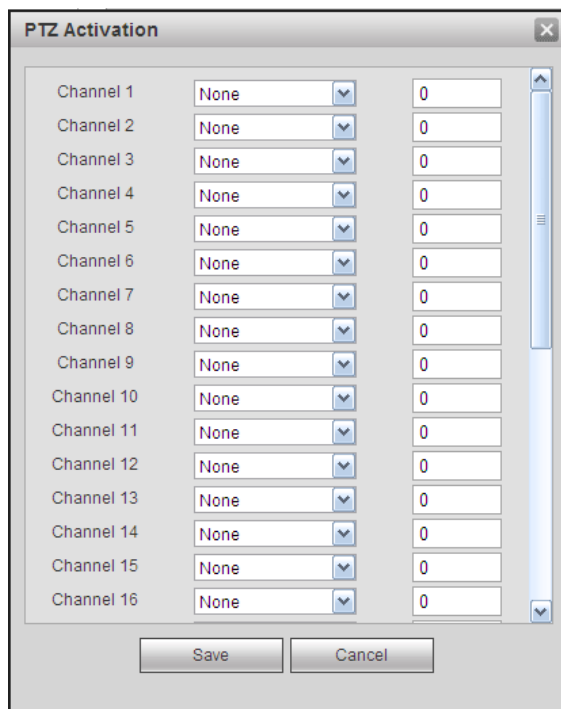 PTZ Activation
Channel 1 None 0
Channel 2 None 0
Channel 3 None 0
Channel 4 None 0
Channel 5 None 0
Channel 6 None 0
Channel 7 None 0
Channel 8 None 0
Channel 9 None 0
Channel 10 None 0
Channel 11 None 0
Channel 12 None 0
Channel 13 None 0
Channel 14 None 0
Channel 15 None 0
Channel 16 None 0
Save Cancel